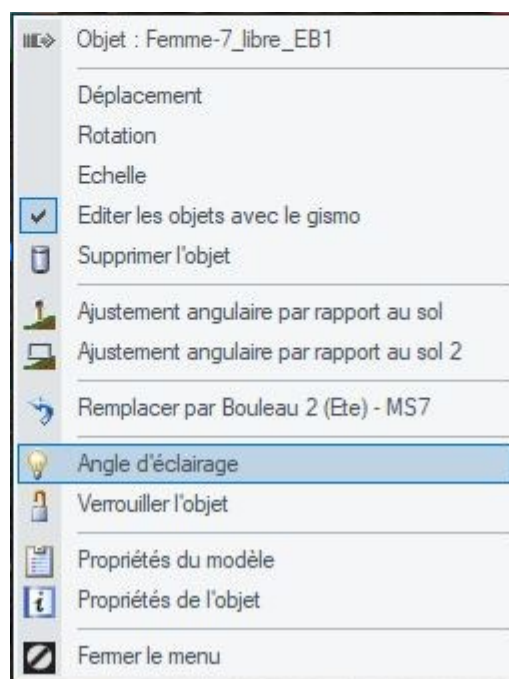 Objet : Femme-7_libre_EB1
Déplacement
Rotation
Echelle
Editer les objets avec le gismo
Supprimer l'objet
Ajustement angulaire par rapport au sol
Ajustement angulaire par rapport au sol 2
Remplacer par Bouleau 2 (Ete) - MS7
Angle d'éclairage
Verrouiller l'objet
Propriétés du modèle
Propriétés de l'objet
Fermer le menu